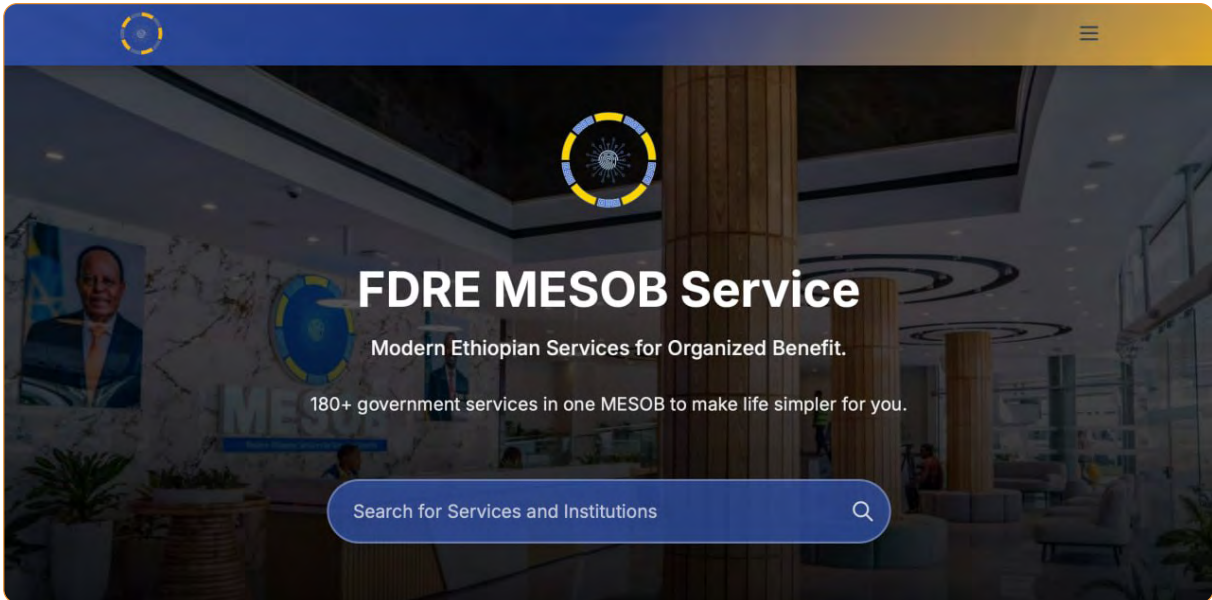 FDRE MESOB Service
Modern Ethiopian Services for Organized Benefit.
180+ government services in one MESOB to make life simpler for you.
MESOB
Search for Services and Institutions